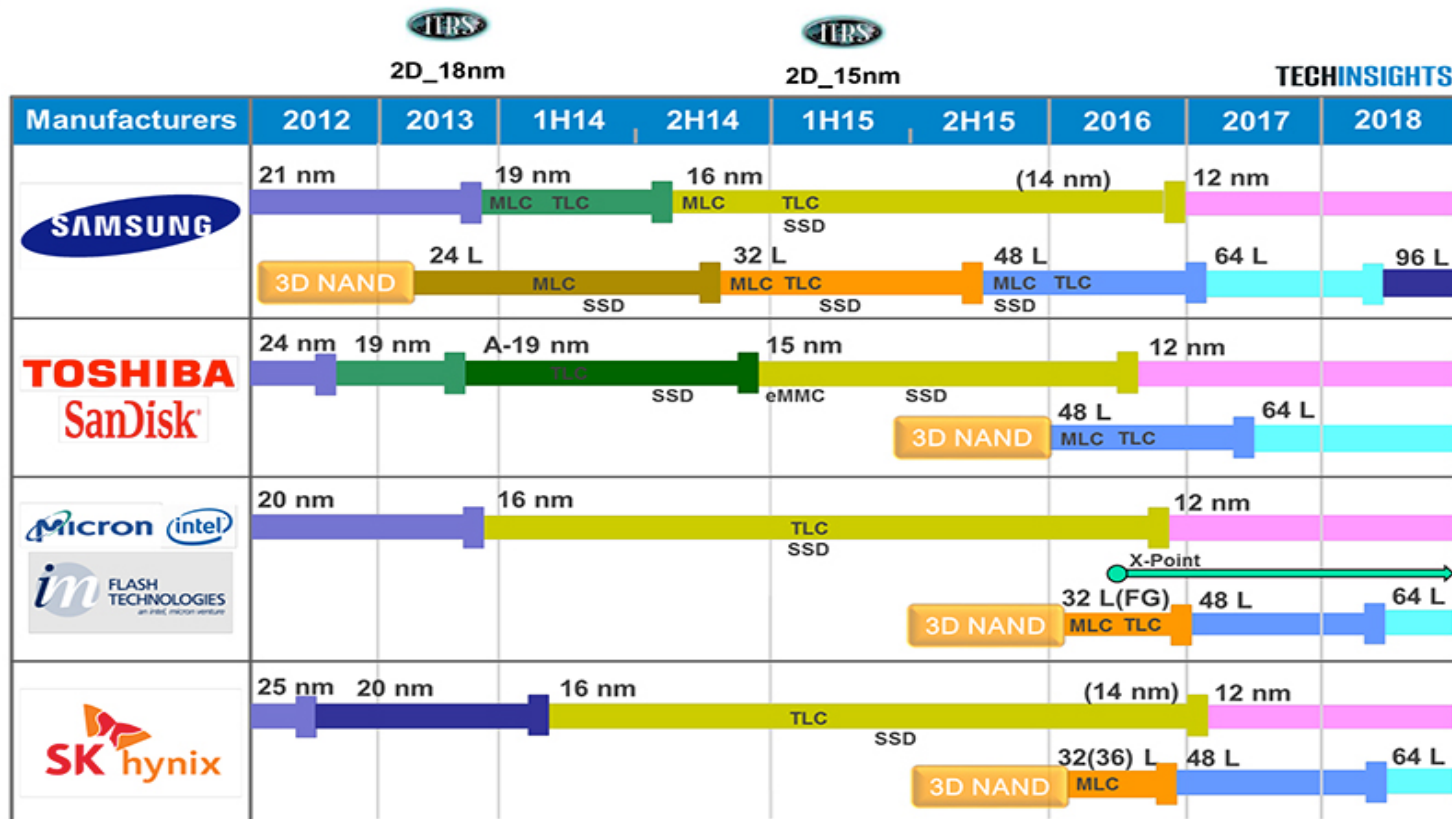 ITRS ITRS
2D_18nm 2D_15nm
TECHINSIGHTS
Manufacturers 2012 2013 1H14 2H14 1H15 2H15 2016 2017 2018
21 nm 19 nm 16 nm (14 nm) 12 nm
SAMSUNG
MLC TLC MLC TLC
SSD
24 L 32 L 48 L 64 L 96 L
3D NAND MLC MLC TLC MLC TLC
SSD SSD SSD
24 nm 19 nm A-19 nm 15 nm 12 nm
TOSHIBA
TLC
SSD eMMC SSD
SanDisk
48 L 64 L
3D NAND MLC TLC
20 nm 16 nm 12 nm
Micron intel
TLC
SSD
X-Point
im FLASH
TECHNOLOGIES
an intel, micron venture
32 L(FG) 48 L 64 L
3D NAND MLC TLC
25 nm 20 nm 16 nm (14 nm) 12 nm
TLC
SSD
SK hynix
32(36) L 48 L 64 L
3D NAND MLC